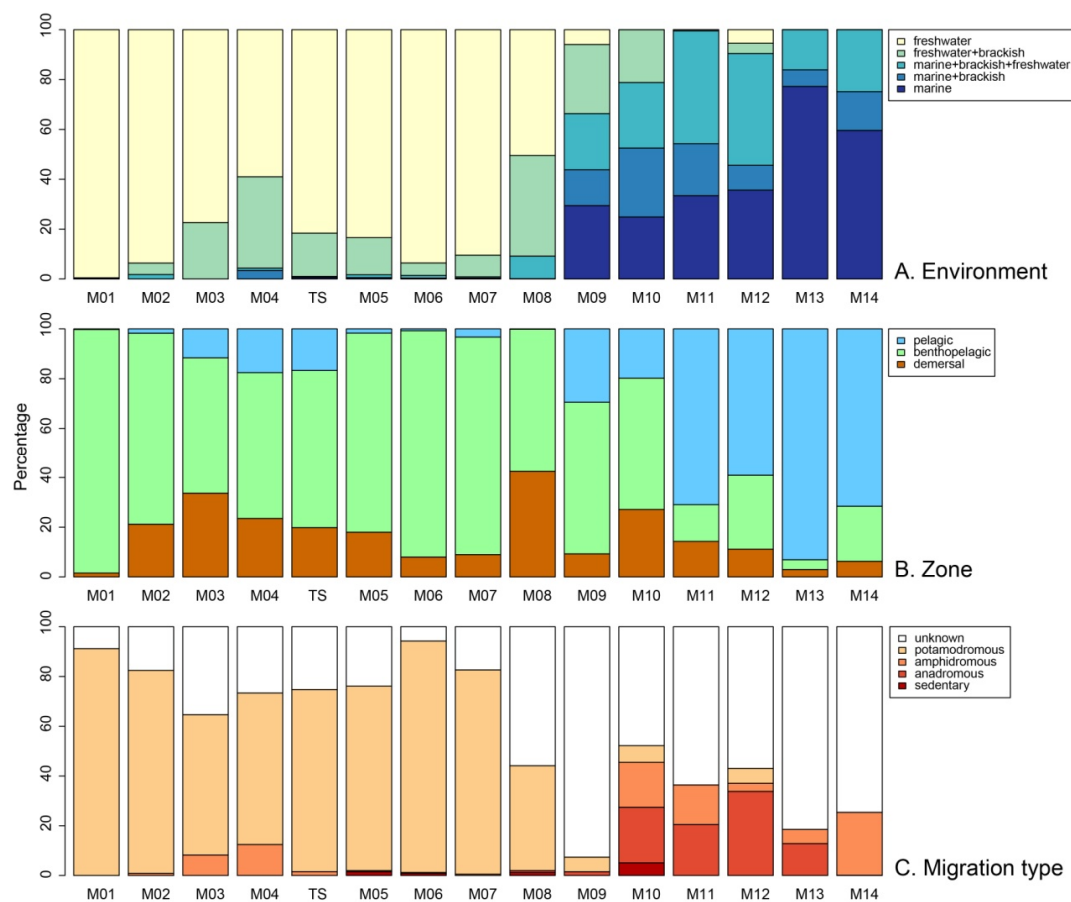 100
80
60
40
20
0
freshwater
freshwater+brackish
marine+brackish+freshwater
marine+brackish
marine
A. Environment
M01 M02 M03 M04 TS M05 M06 M07 M08 M09 M10 M11 M12 M13 M14
100
80
60
40
20
0
Percentage
pelagic
benthopelagic
demersal
B. Zone
M01 M02 M03 M04 TS M05 M06 M07 M08 M09 M10 M11 M12 M13 M14
100
80
60
40
20
0
unknown
potamodromous
amphidromous
anadromous
sedentary
C. Migration type
M01 M02 M03 M04 TS M05 M06 M07 M08 M09 M10 M11 M12 M13 M14